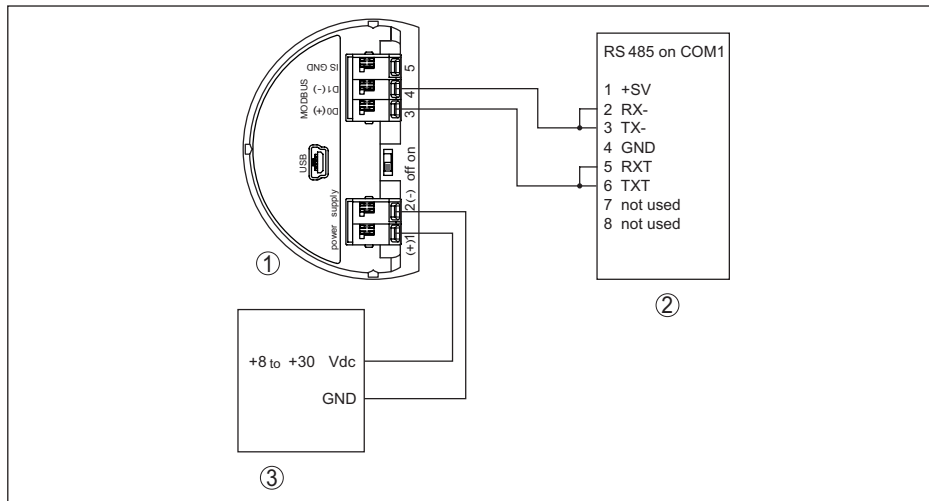 IS GND
5
MODBUS
D1(-)
4
D0(+)
3
USB
off on
power supply
2(-)
(+)1
①
RS 485 on COM1
1 +SV
2 RX-
3 TX-
4 GND
5 RXT
6 TXT
7 not used
8 not used
②
+8 to +30 Vdc
GND
③